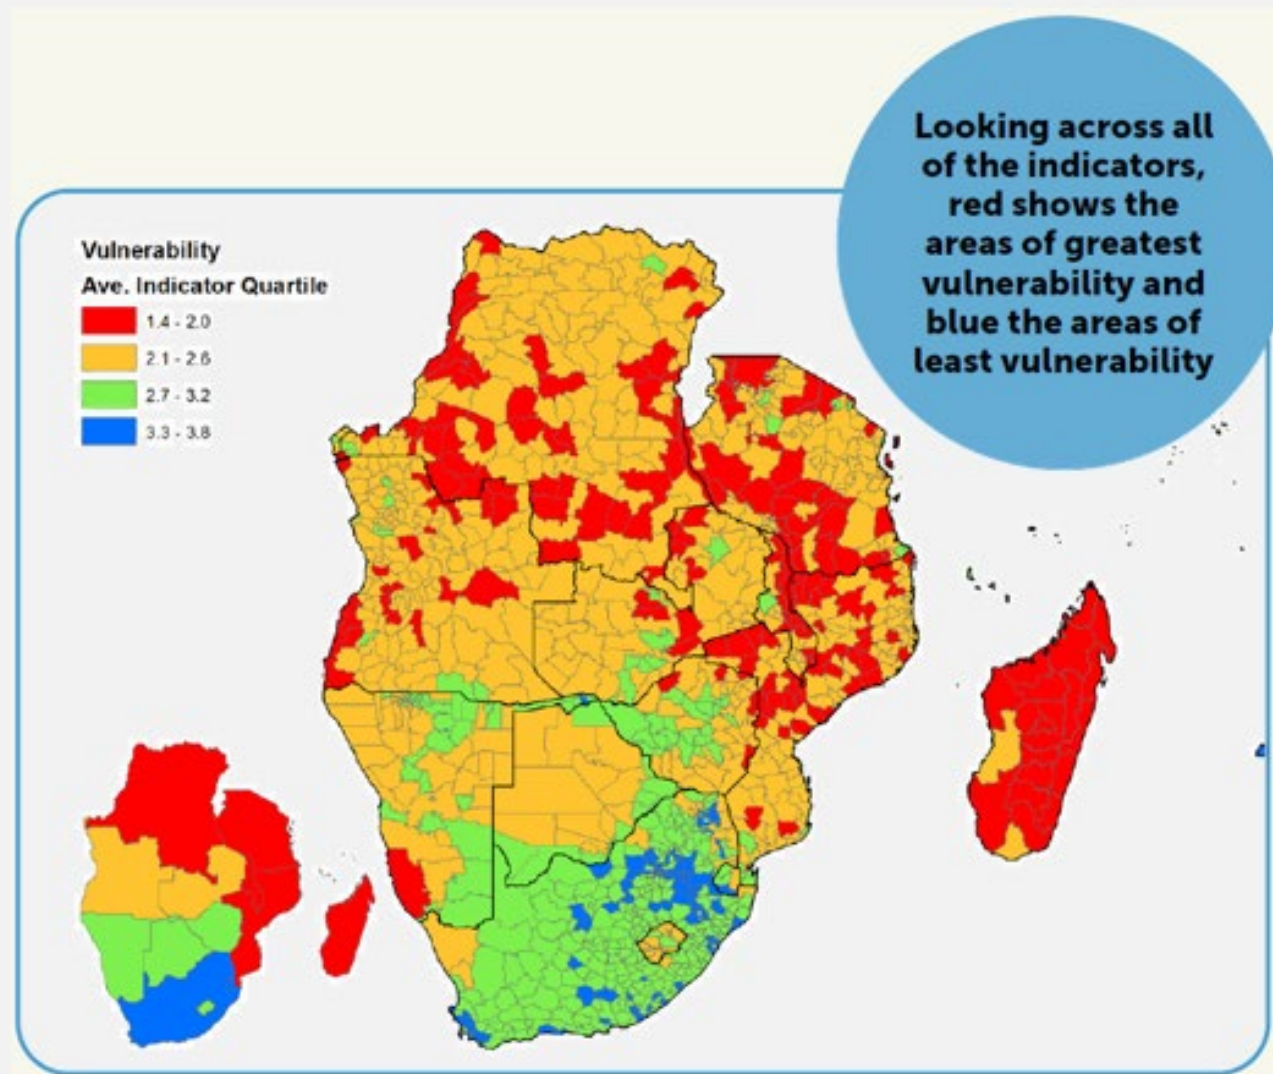 Looking across all
of the indicators,
red shows the
areas of greatest
vulnerability and
blue the areas of
least vulnerability
Vulnerability
Ave. Indicator Quartile
1.4 - 2.0
2.1 - 2.6
2.7 - 3.2
3.3 - 3.8